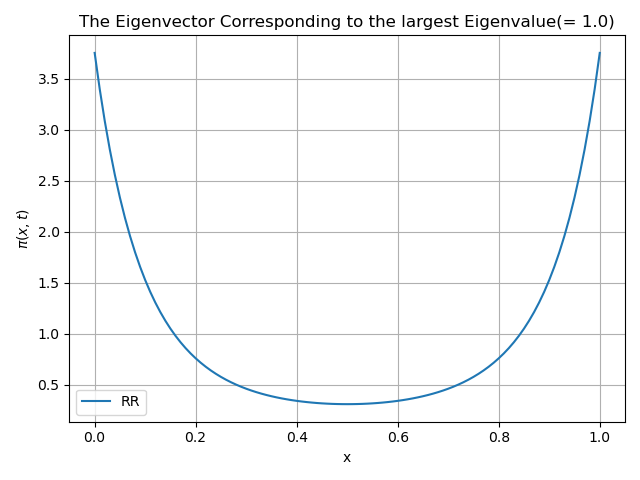 The Eigenvector Corresponding to the largest Eigenvalue(= 1.0)
3.5
3.0
2.5
2.0
1.5
1.0
0.5
π(x, t)
RR
0.0 0.2 0.4 0.6 0.8 1.0
x